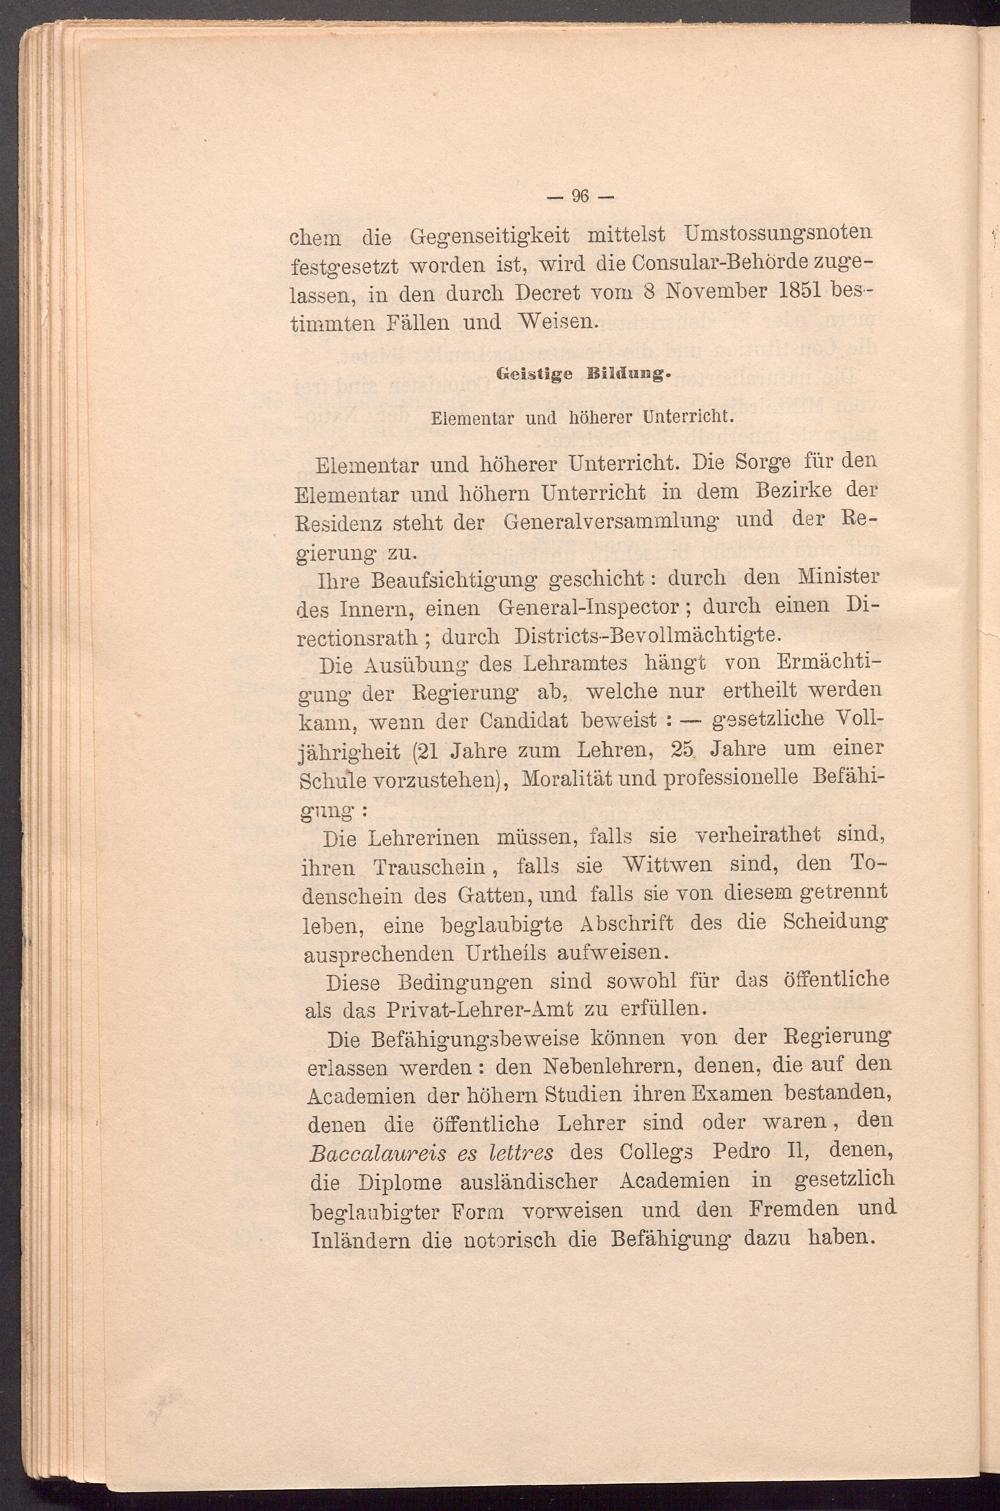 — 96 —
chem die Gegenseitigkeit mittelst Umstossungsnoten
festgesetzt worden ist, wird die Consular-Behörde zuge-
lassen, in den durch Decret vom 8 November 1851 bes-
timmten Fällen und Weisen.
Geistige Bildung.
Elementar und höherer Unterricht.
Elementar und höherer Unterricht. Die Sorge für den
Elementar und höhern Unterricht in dem Bezirke der
Residenz steht der Generalversammlung und der Re-
gierung zu.
Ihre Beaufsichtigung geschicht : durch den Minister
des Innern, einen General-Inspector ; durch einen Di-
rectionsrath ; durch Districts-Bevollmächtigte.
Die Ausübung des Lehramtes hängt von Ermächti-
gung der Regierung ab, welche nur ertheilt werden
kann, wenn der Candidat beweist : — gesetzliche Voll-
jährigheit (21 Jahre zum Lehren, 25 Jahre um einer
Schule vorzustehen), Moralität und professionelle Befähi-
gung :
Die Lehrerinen müssen, falls sie verheirathet sind,
ihren Trauschein, falls sie Wittwen sind, den To-
denschein des Gatten, und falls sie von diesem getrennt
leben, eine beglaubigte Abschrift des die Scheidung
ausprechenden Urtheils aufweisen.
Diese Bedingungen sind sowohl für das öffentliche
als das Privat-Lehrer-Amt zu erfüllen.
Die Befähigungsbeweise können von der Regierung
erlassen werden : den Nebenlehrern, denen, die auf den
Academien der höhern Studien ihren Examen bestanden,
denen die öffentliche Lehrer sind oder waren, den
Baccalaureis es lettres des Collegs Pedro II, denen,
die Diplome ausländischer Academien in gesetzlich
beglaubigter Form vorweisen und den Fremden und
Inländern die notorisch die Befähigung dazu haben.